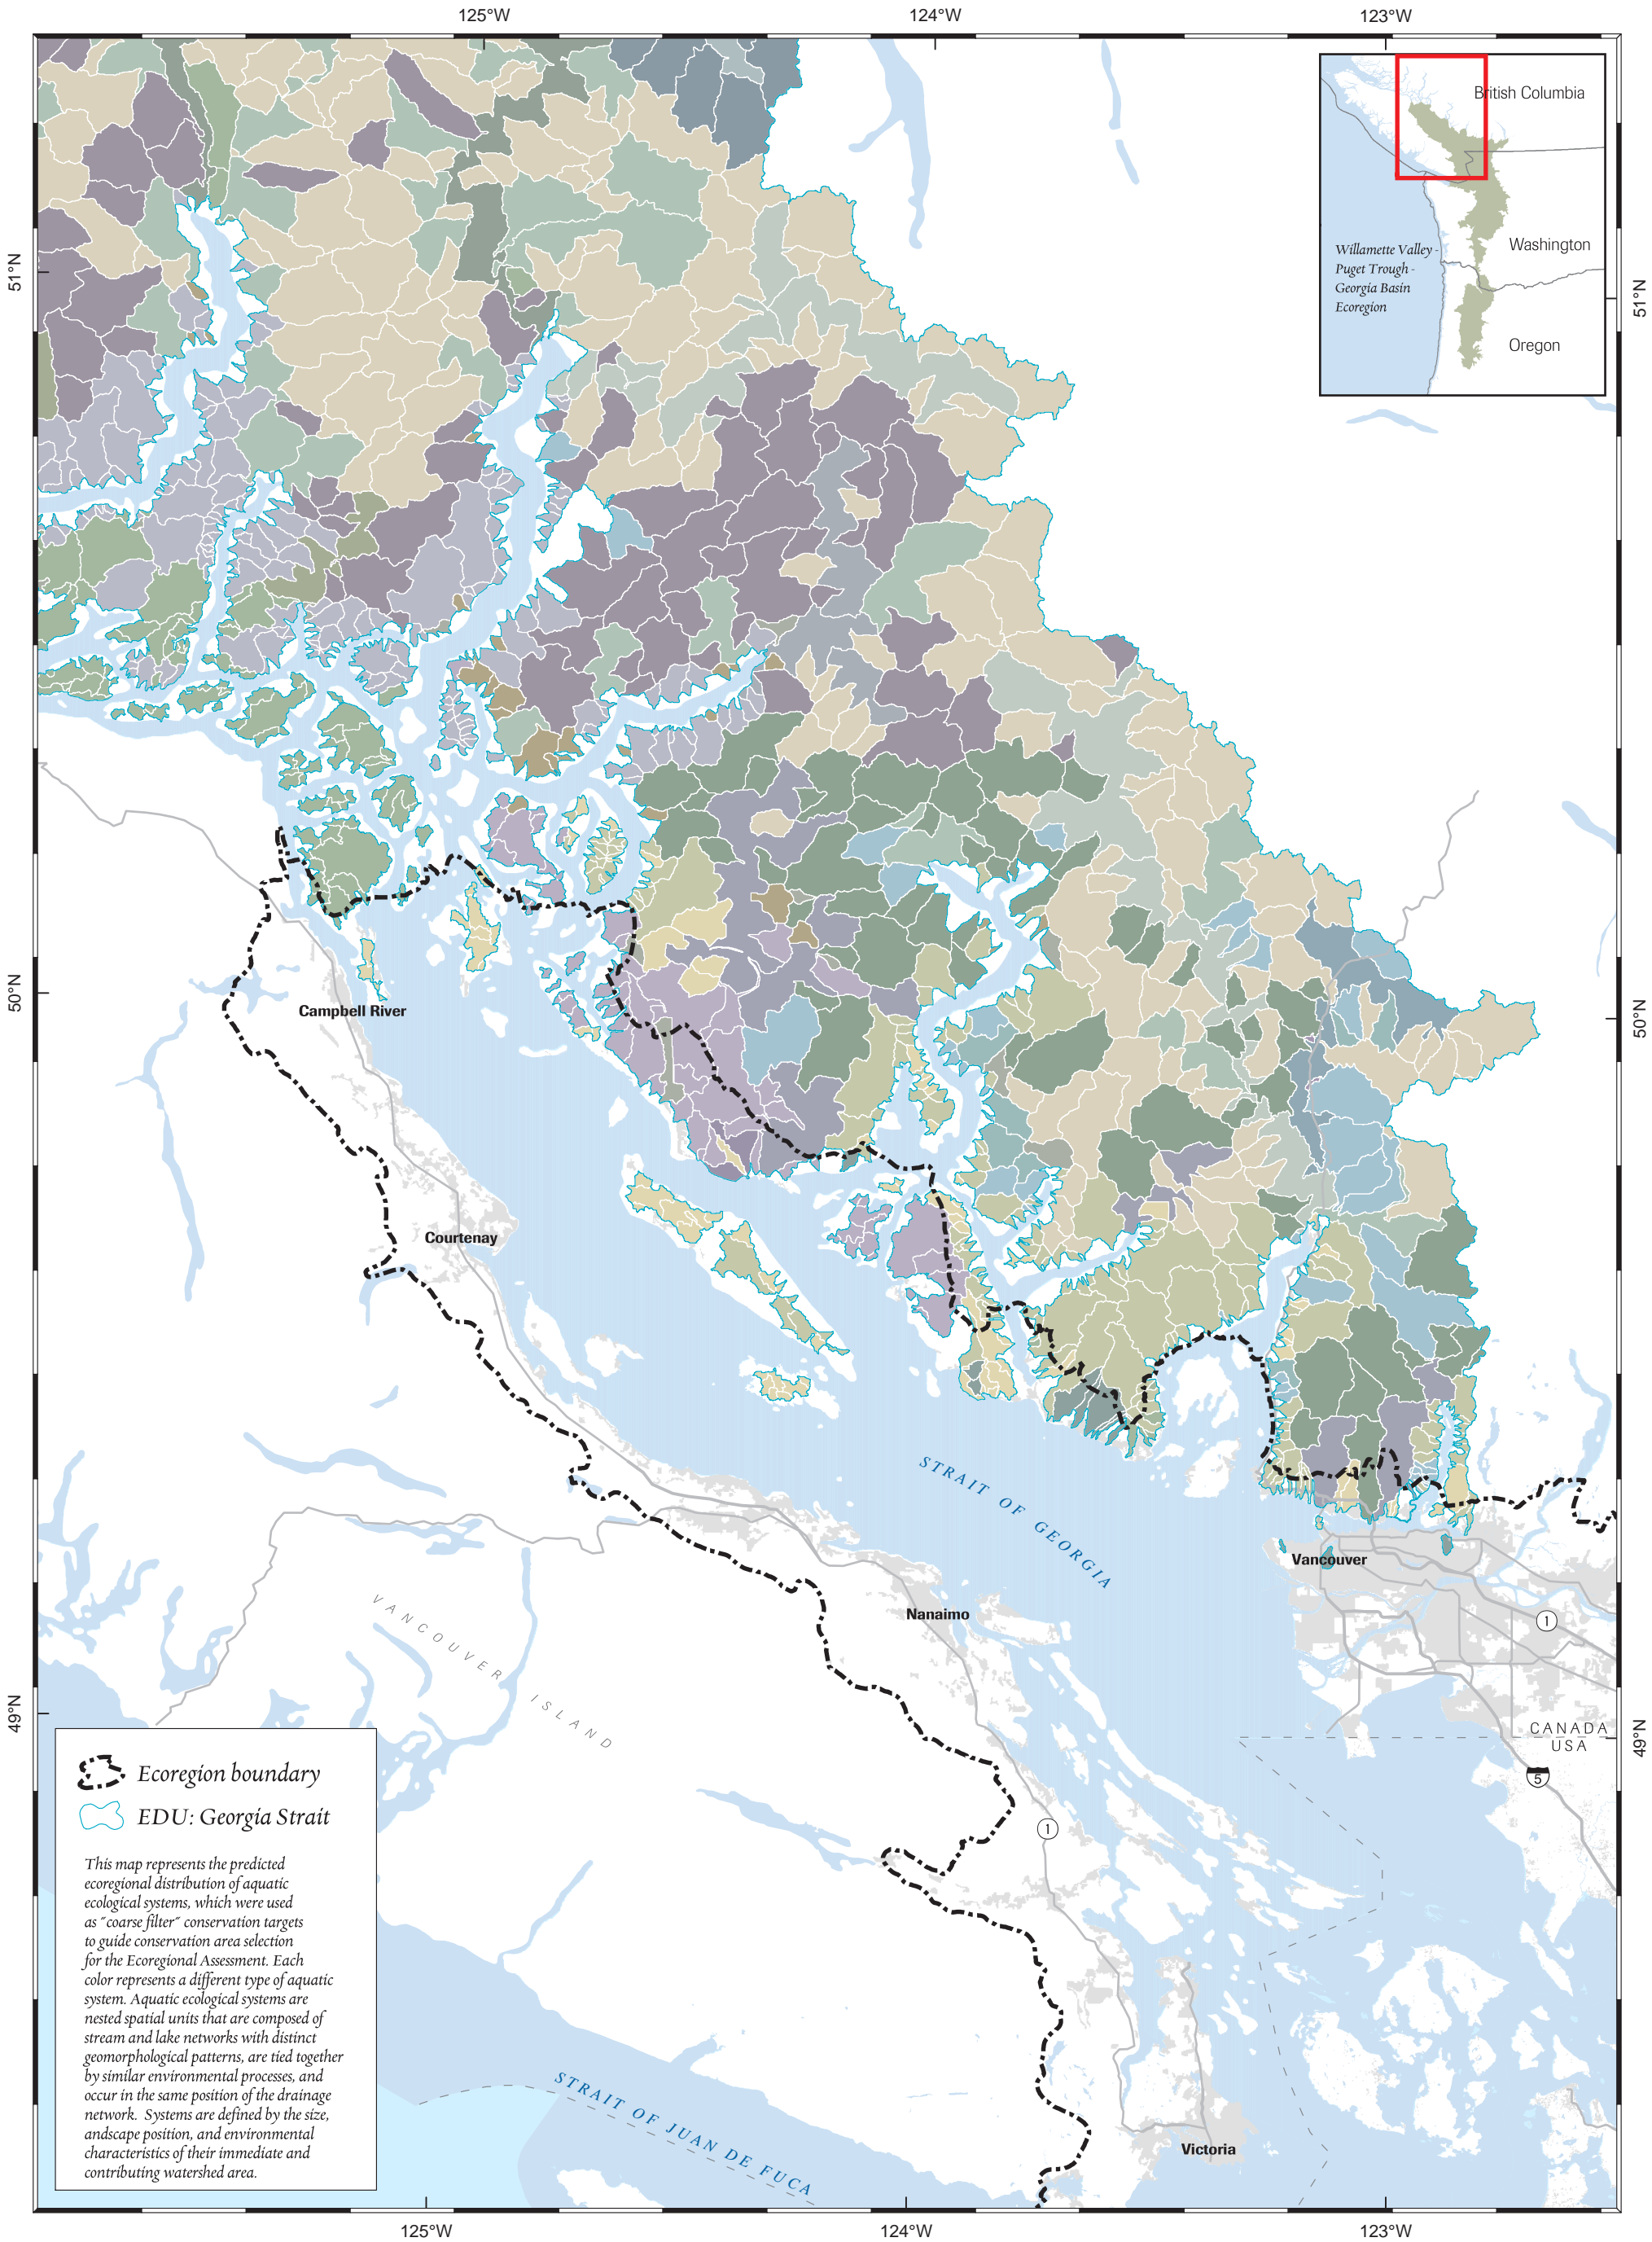 125°W
124°W
123°W
British Columbia
Washington
Oregon
Willamette Valley -
Puget Trough -
Georgia Basin
Ecoregion
51°N
51°N
50°N
50°N
49°N
49°N
Campbell River
Courtenay
STRAIT OF GEORGIA
Vancouver
Nanaimo
1
VANCOUVER ISLAND
CANADA
USA
5
1
Victoria
STRAIT OF JUAN DE FUCA
Ecoregion boundary
EDU: Georgia Strait
This map represents the predicted
ecoregional distribution of aquatic
ecological systems, which were used
as "coarse filter" conservation targets
to guide conservation area selection
for the Ecoregional Assessment. Each
color represents a different type of aquatic
system. Aquatic ecological systems are
nested spatial units that are composed of
stream and lake networks with distinct
geomorphological patterns, are tied together
by similar environmental processes, and
occur in the same position of the drainage
network. Systems are defined by the size,
andscape position, and environmental
characteristics of their immediate and
contributing watershed area.
125°W
124°W
123°W